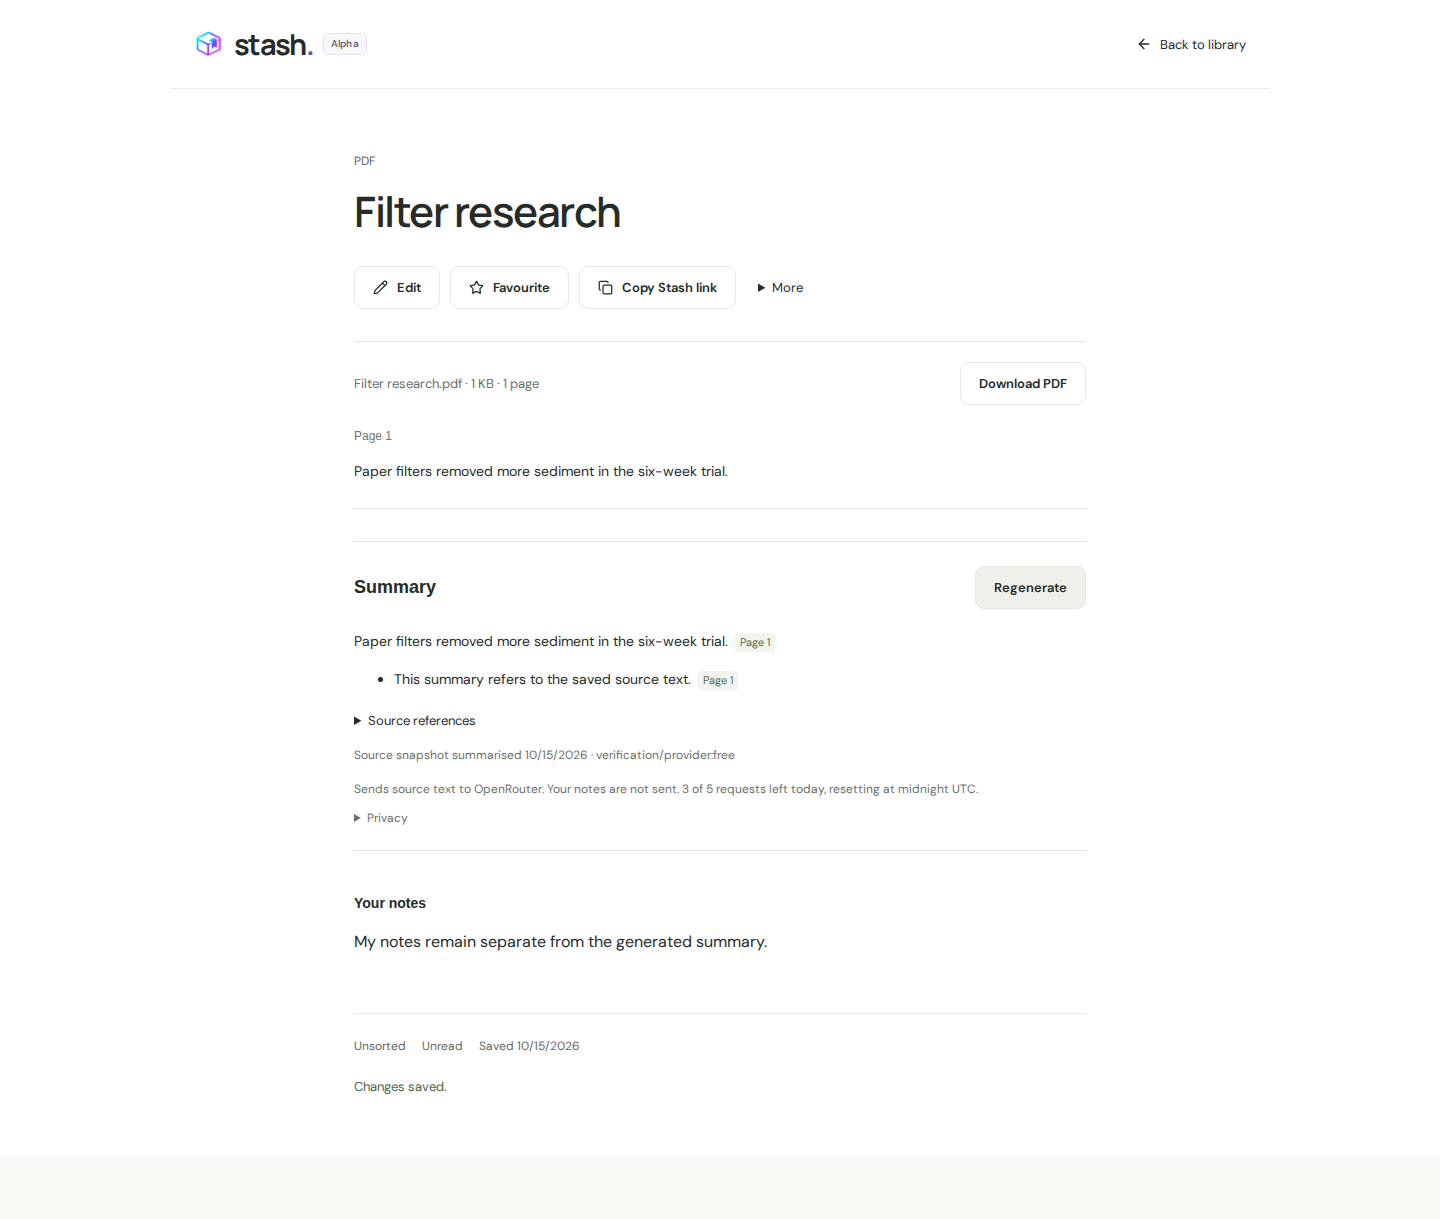 stash. Alpha
Back to library
PDF
Filter research
Edit Favourite Copy Stash link More
Filter research.pdf · 1 KB · 1 page
Download PDF
Page 1
Paper filters removed more sediment in the six-week trial.
Summary
Regenerate
Paper filters removed more sediment in the six-week trial. Page 1
• This summary refers to the saved source text. Page 1
Source references
Source snapshot summarised 10/15/2026 · verification/provider:free
Sends source text to OpenRouter. Your notes are not sent. 3 of 5 requests left today, resetting at midnight UTC.
Privacy
Your notes
My notes remain separate from the generated summary.
Unsorted Unread Saved 10/15/2026
Changes saved.